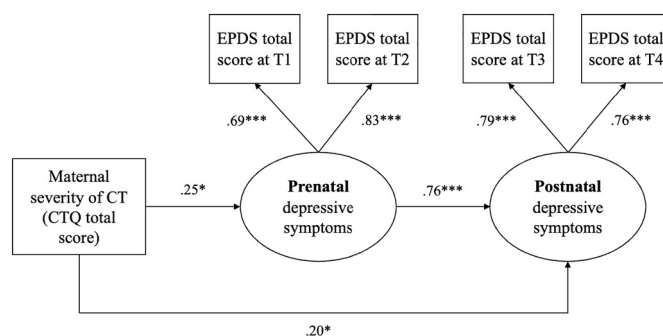 EPDS total
score at T1
EPDS total
score at T2
EPDS total
score at T3
EPDS total
score at T4
.69***
.83***
.79***
.76***
Maternal
severity of CT
(CTQ total
score)
.25*
Prenatal
depressive
symptoms
.76***
Postnatal
depressive
symptoms
.20*